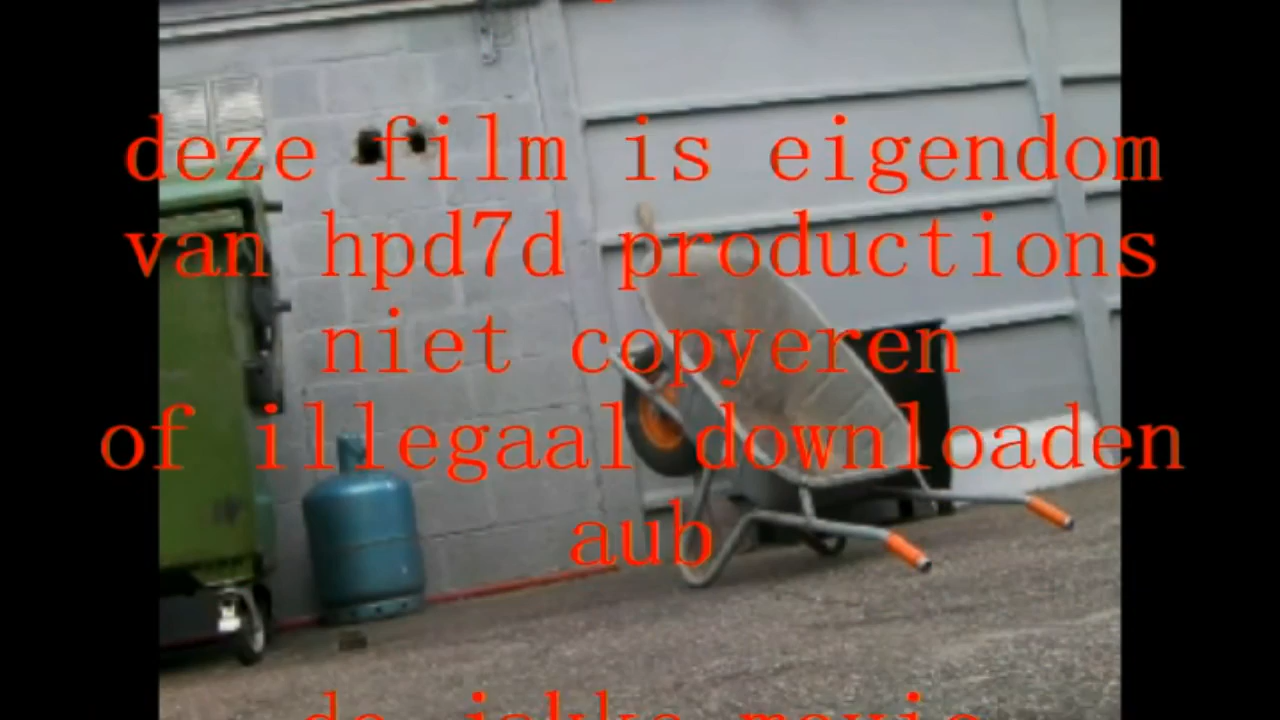 deze film is eigendom
van hpd7d productions
niet copyeren
of illegaal downloaden
aub